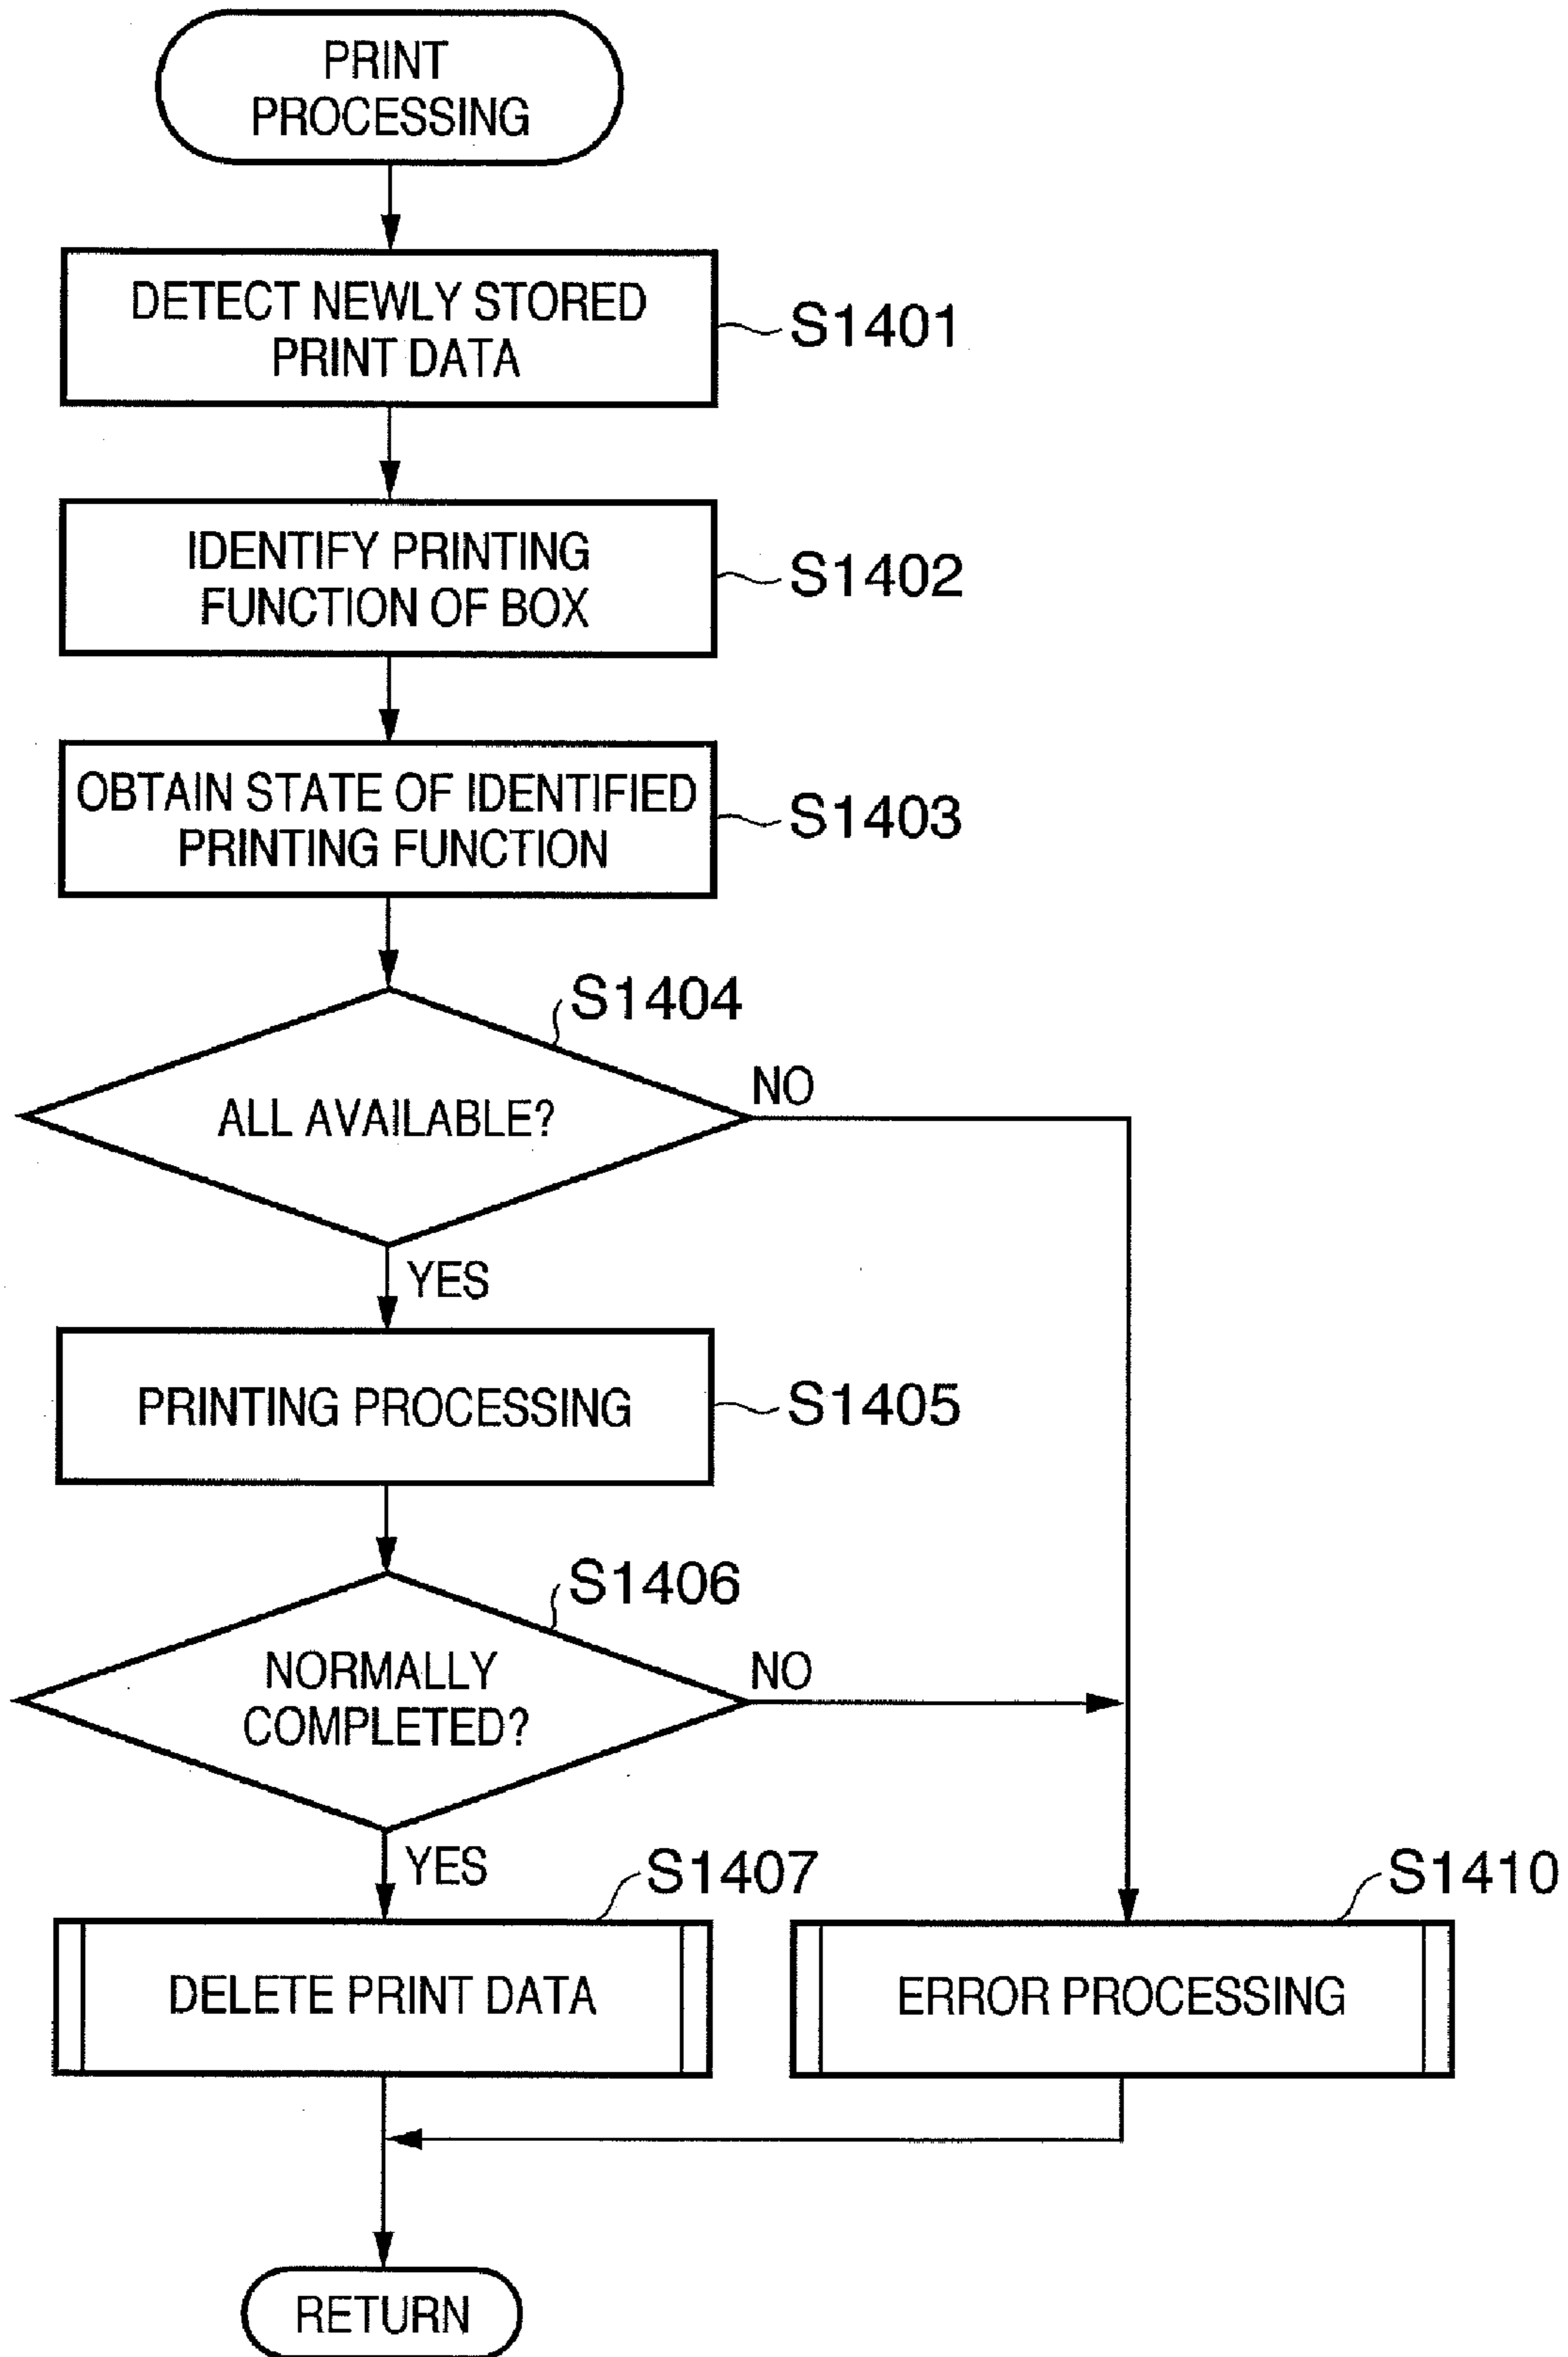 PRINT
PROCESSING
DETECT NEWLY STORED
PRINT DATA
S1401
IDENTIFY PRINTING
FUNCTION OF BOX
S1402
OBTAIN STATE OF IDENTIFIED
PRINTING FUNCTION
S1403
S1404
ALL AVAILABLE?
NO
YES
PRINTING PROCESSING
S1405
S1406
NORMALLY
COMPLETED?
NO
YES
S1407
DELETE PRINT DATA
S1410
ERROR PROCESSING
RETURN